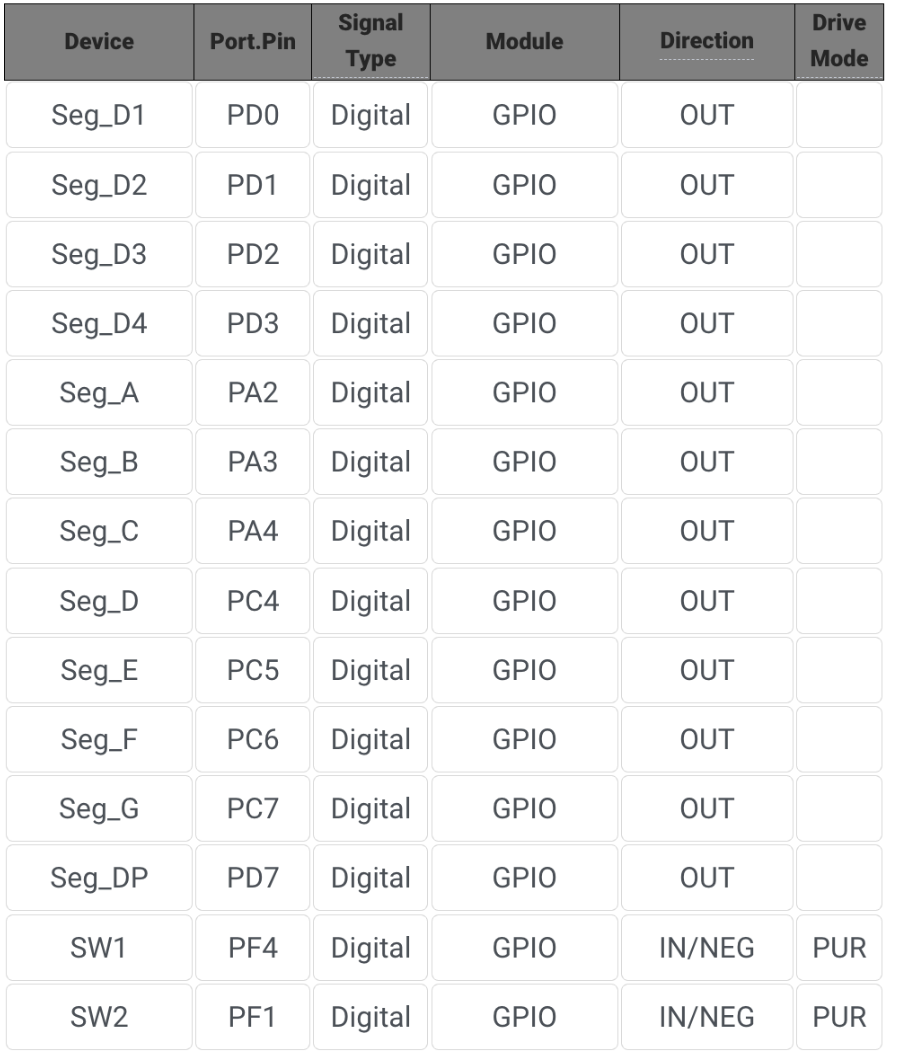 Device Port.Pin Signal Type Module Direction Drive Mode
Seg_D1 PD0 Digital GPIO OUT
Seg_D2 PD1 Digital GPIO OUT
Seg_D3 PD2 Digital GPIO OUT
Seg_D4 PD3 Digital GPIO OUT
Seg_A PA2 Digital GPIO OUT
Seg_B PA3 Digital GPIO OUT
Seg_C PA4 Digital GPIO OUT
Seg_D PC4 Digital GPIO OUT
Seg_E PC5 Digital GPIO OUT
Seg_F PC6 Digital GPIO OUT
Seg_G PC7 Digital GPIO OUT
Seg_DP PD7 Digital GPIO OUT
SW1 PF4 Digital GPIO IN/NEG PUR
SW2 PF1 Digital GPIO IN/NEG PUR